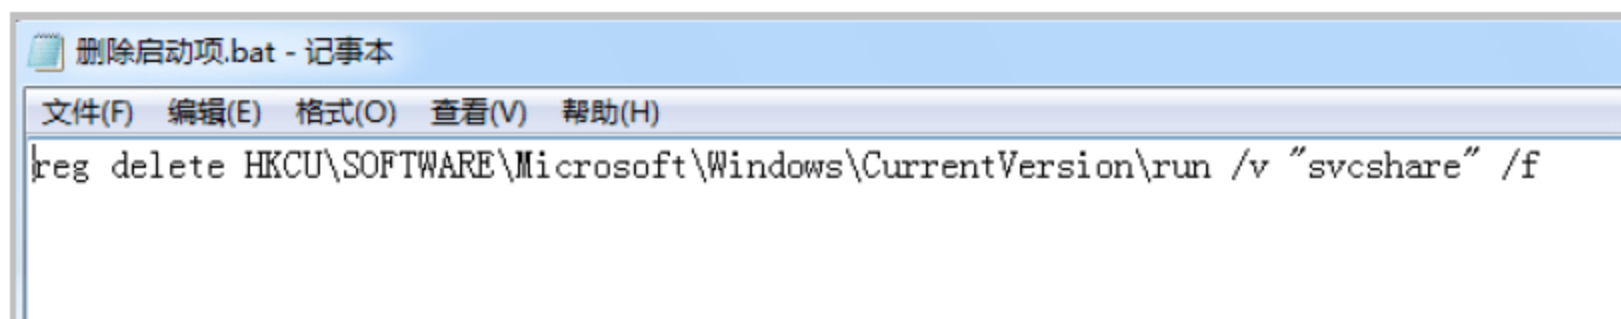 删除启动项.bat - 记事本
文件(F) 编辑(E) 格式(O) 查看(V) 帮助(H)
reg delete HKCU\SOFTWARE\Microsoft\Windows\CurrentVersion\run /v "svcshare" /f